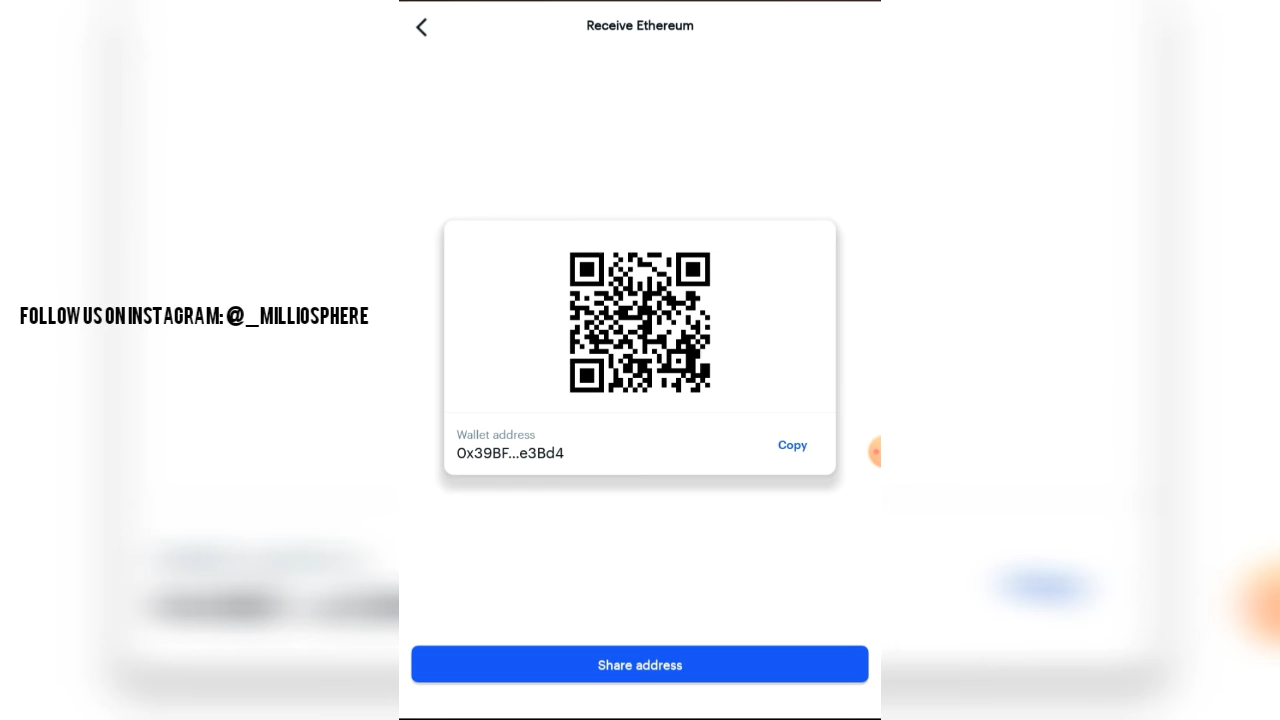 Receive Ethereum
FOLLOW US ON INSTAGRAM: @_MILLIOSPHERE
Wallet address
0x39BF...e3Bd4
Copy
Share address